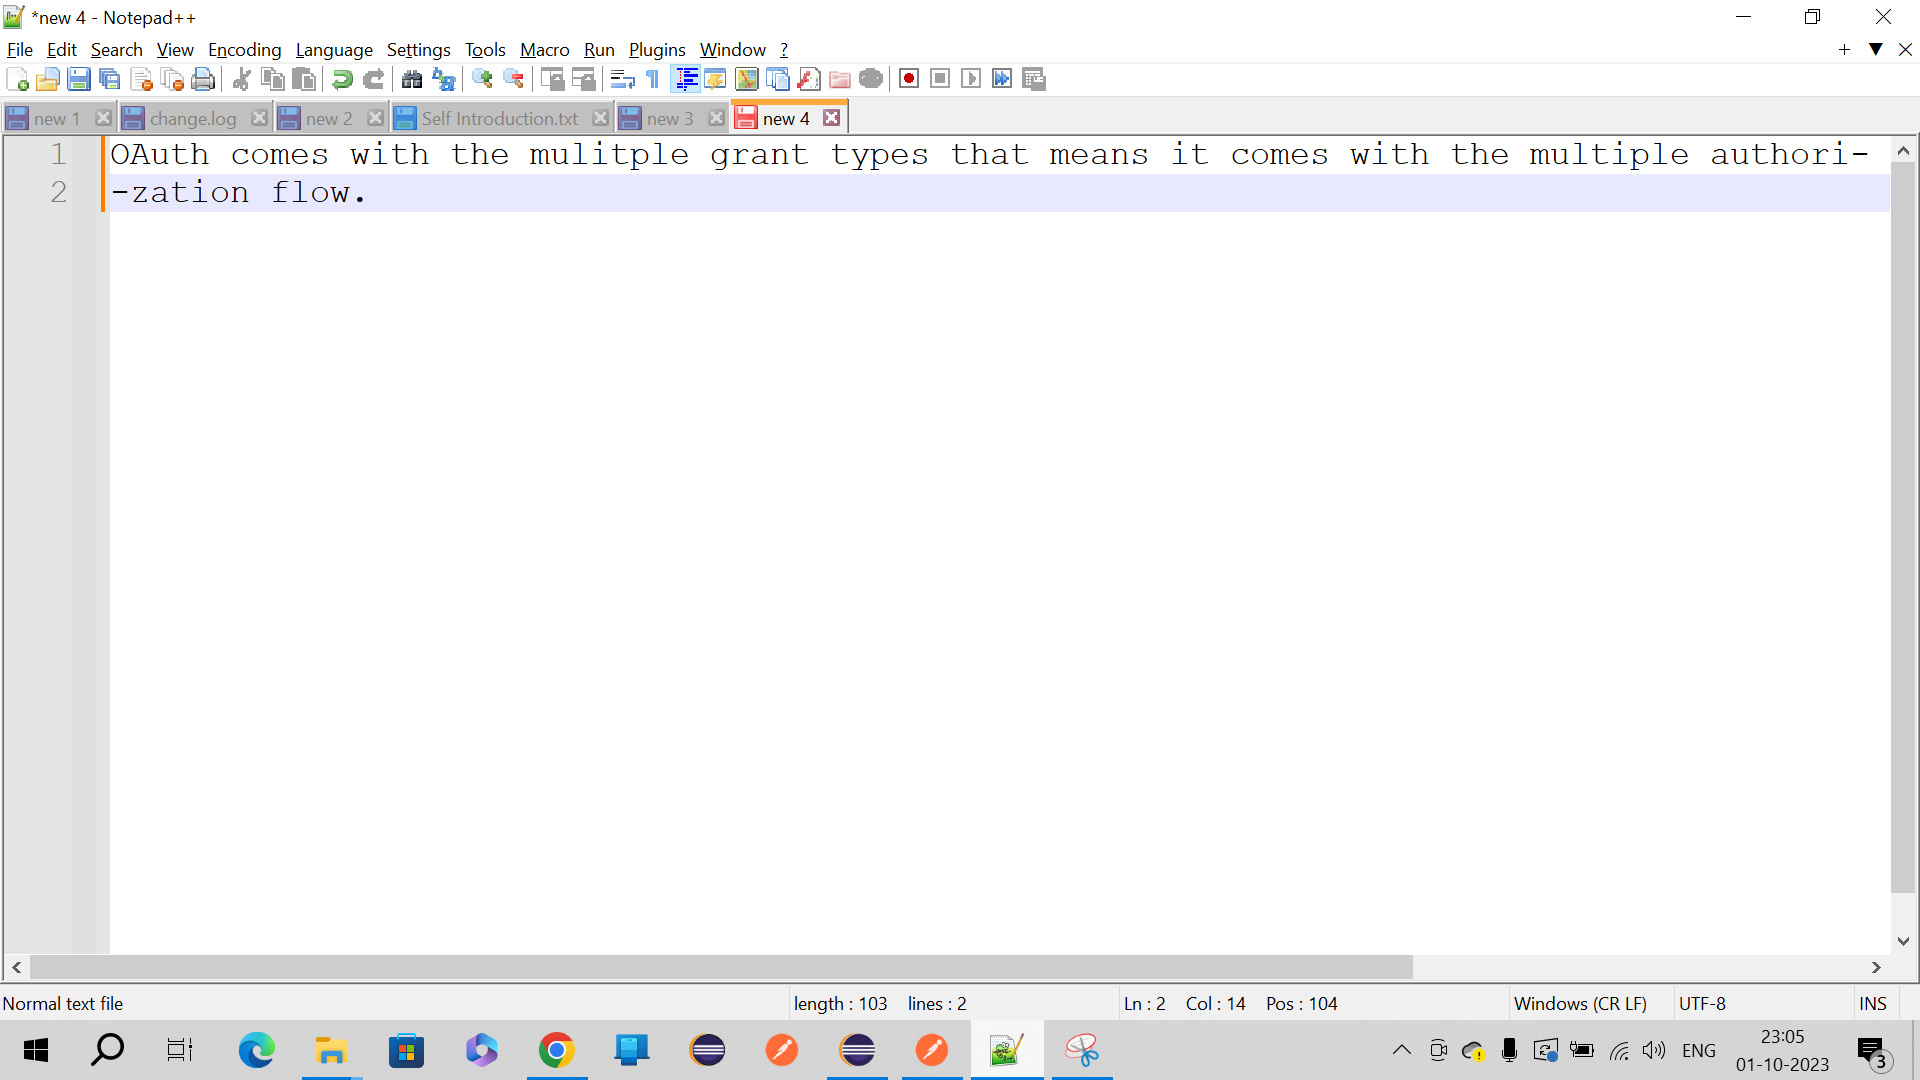 *new 4 - Notepad++
File Edit Search View Encoding Language Settings Tools Macro Run Plugins Window ?
new 1 change.log new 2 Self Introduction.txt new 3 new 4
1 OAuth comes with the mulitple grant types that means it comes with the multiple authori-
2 -zation flow.
Normal text file length : 103 lines : 2 Ln : 2 Col : 14 Pos : 104 Windows (CR LF) UTF-8 INS
ENG 23:05
01-10-2023 3